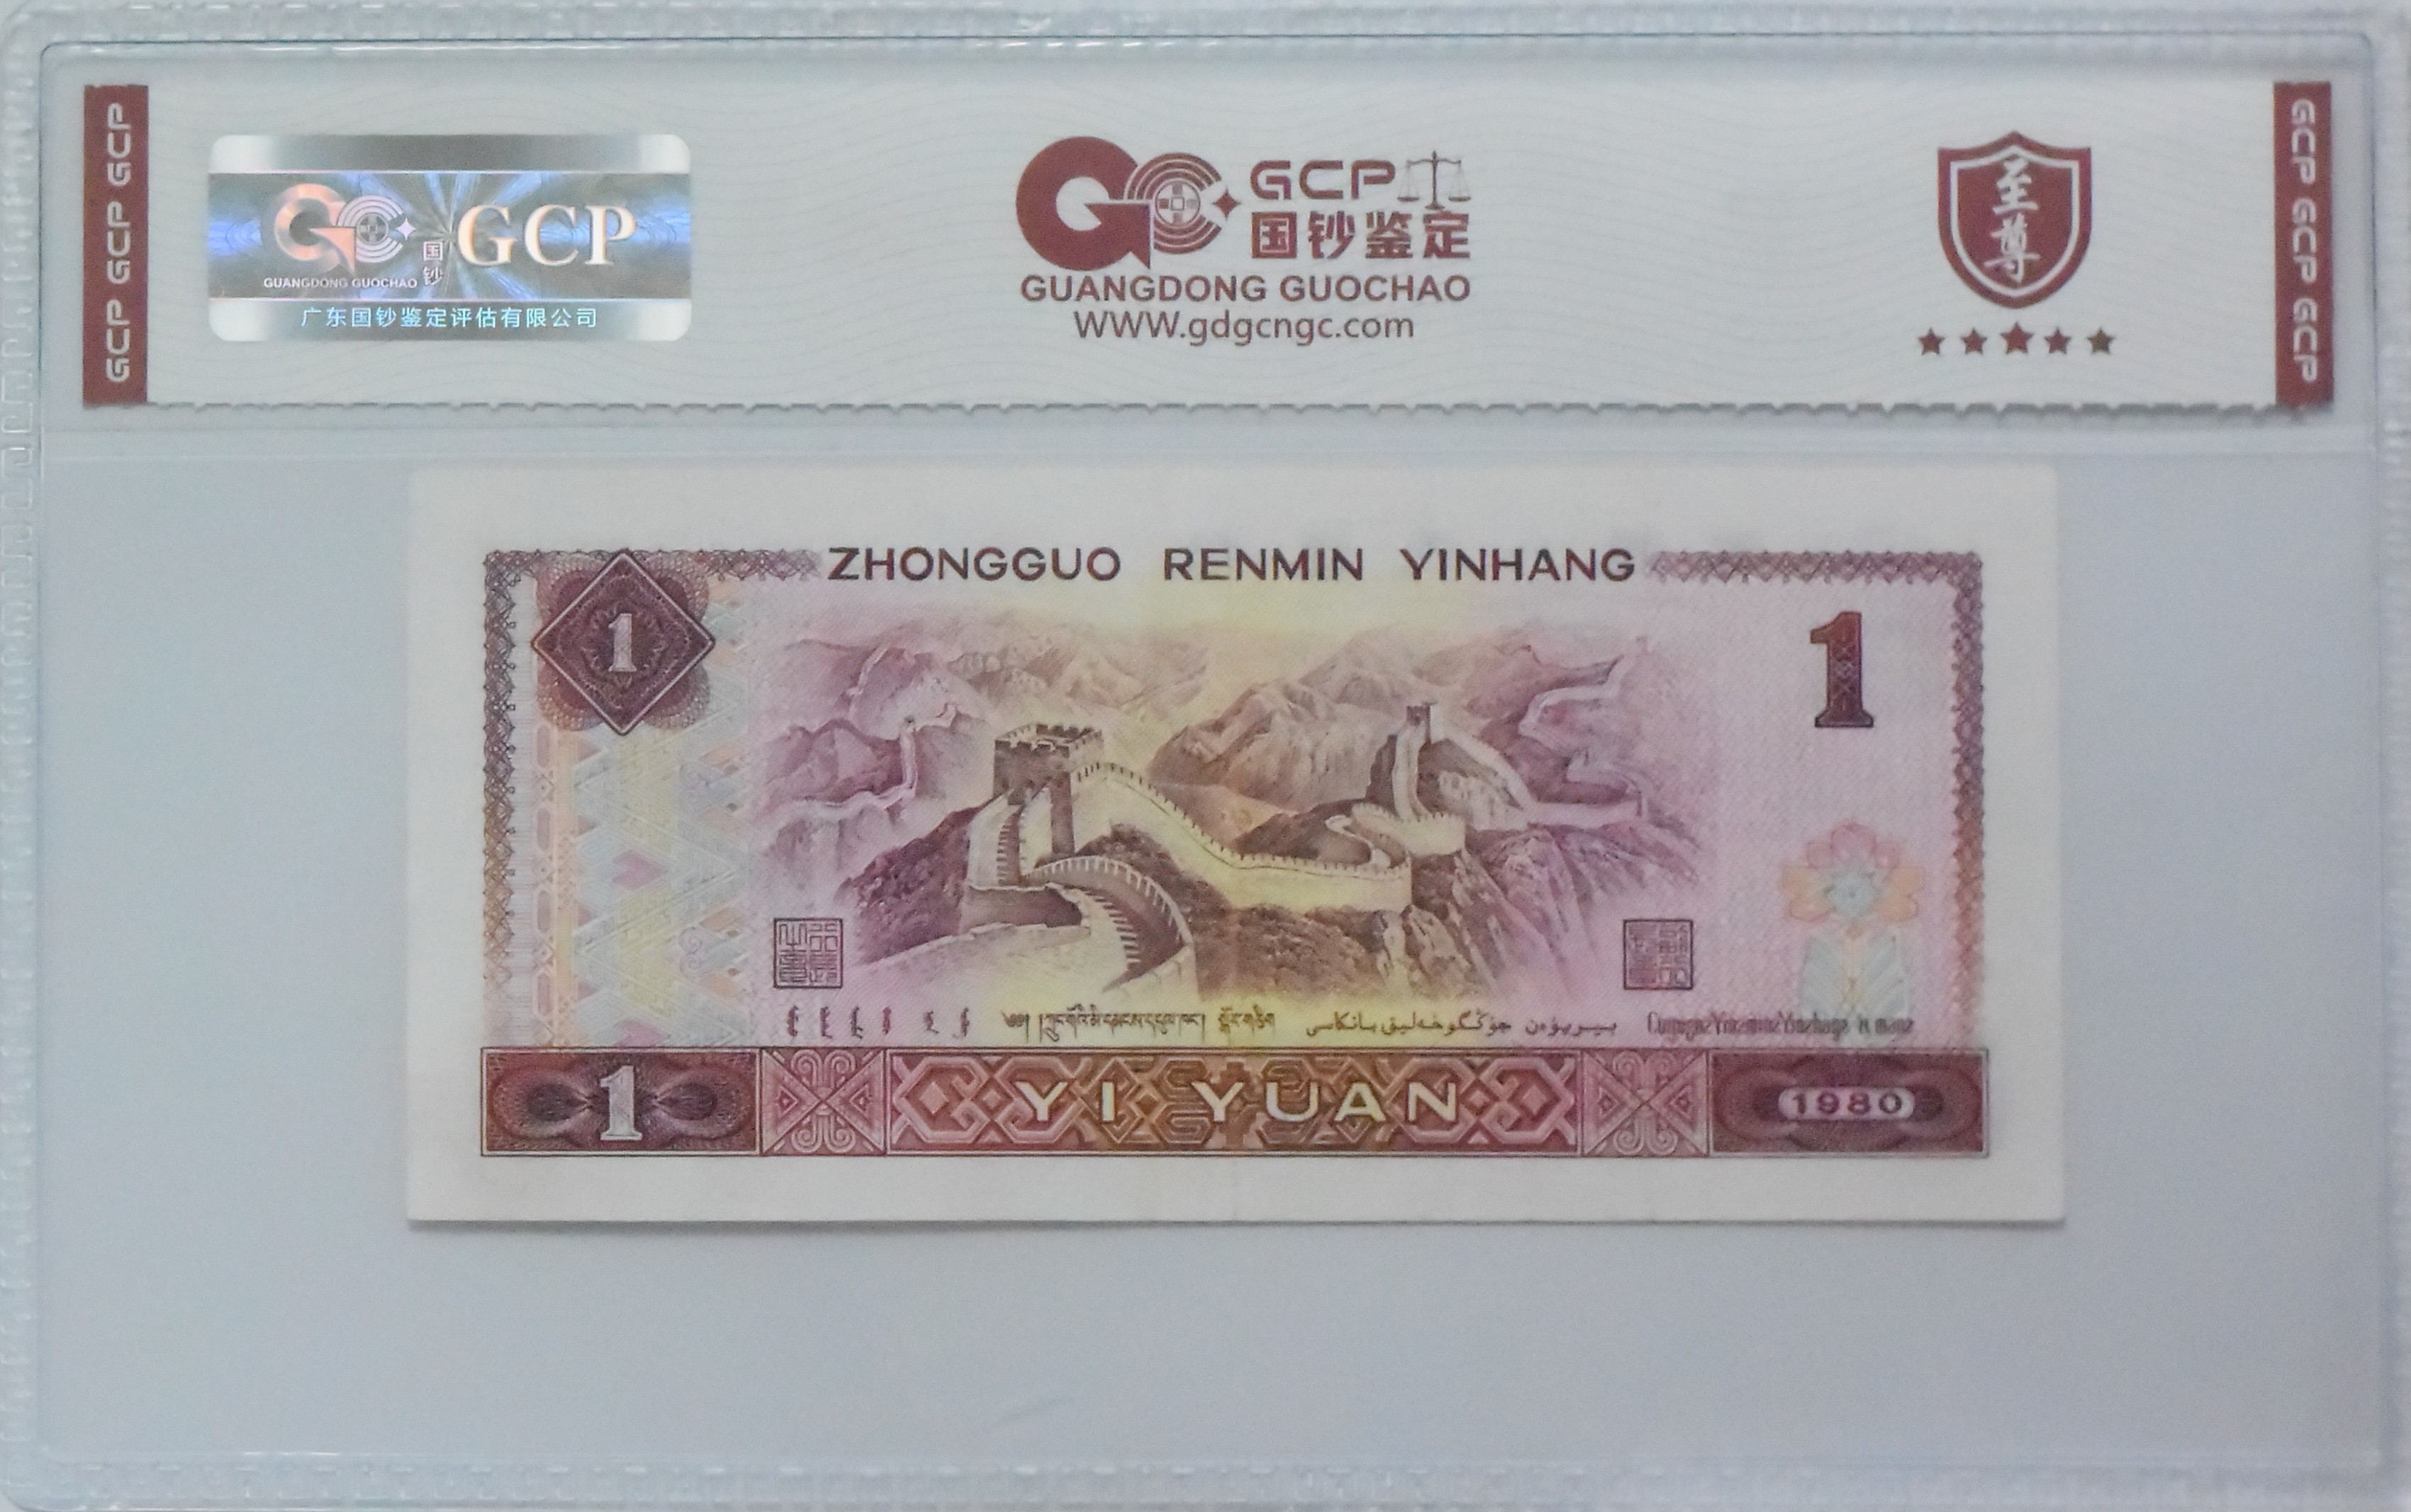 GCP GCP GCP
GCP
国钞
GUANGDONG GUOCHAO
广东国钞鉴定评估有限公司
GCP
国钞鉴定
GUANGDONG GUOCHAO
WWW.gdgcngc.com
至尊
GCP GCP GCP
ZHONGGUO RENMIN YINHANG
1
1
1
YI YUAN
1980